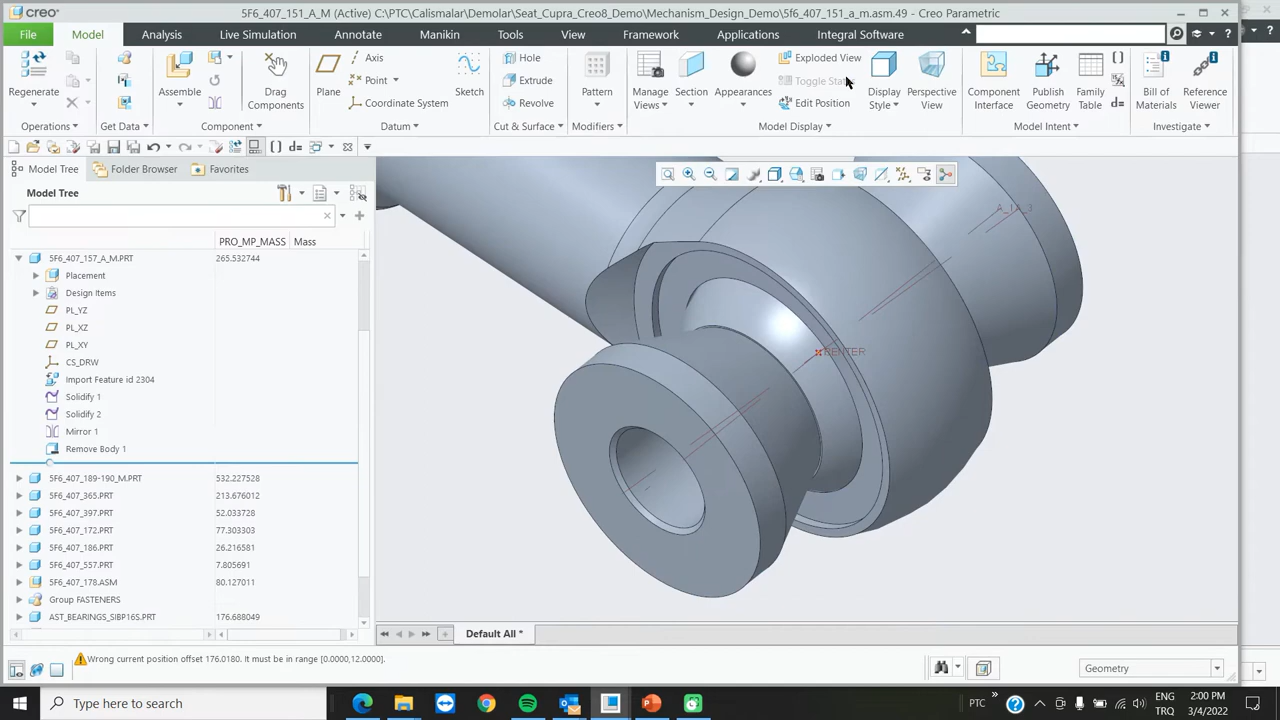 creo
SF6_407_151_A_M (Active) C:\PTC\Calismalar\Demolar\Seat_Cupra_Creo8_Demo\Mechanism_Design_Demo\5f6_407_151_a_m.asm.49 - Creo Parametric
File Model Analysis Live Simulation Annotate Manikin Tools View Framework Applications Integral Software
Regenerate
Operations
Get Data
Assemble
Drag Components
Component
Plane
Axis
Point
Coordinate System
Sketch
Datum
Hole
Extrude
Revolve
Cut & Surface
Pattern
Modifiers
Manage Views
Section
Appearances
Exploded View
Edit Position
Display Style
Perspective View
Model Display
Component Interface
Publish Geometry
Family Table
Model Intent
Bill of Materials
Reference Viewer
Investigate
Model Tree Folder Browser Favorites
Model Tree
PRO_MP_MASS Mass
5F6_407_157_A_M.PRT 265.532744
Placement
Design Items
PL_YZ
PL_XZ
PL_XY
CS_DRW
Import Feature id 2304
Solidify 1
Solidify 2
Mirror 1
Remove Body 1
5F6_407_189-190_M.PRT 532.227528
5F6_407_365.PRT 213.676012
5F6_407_397.PRT 52.033728
5F6_407_172.PRT 77.303303
5F6_407_186.PRT 26.216581
5F6_407_557.PRT 7.805691
5F6_407_178.ASM 80.127011
Group FASTENERS
AST_BEARINGS_SIBP16S.PRT 176.688049
Default All *
Wrong current position offset 176.0180. It must be in range [0.0000,12.0000].
Geometry
Type here to search
PTC
ENG
TRQ
2:00 PM
3/4/2022